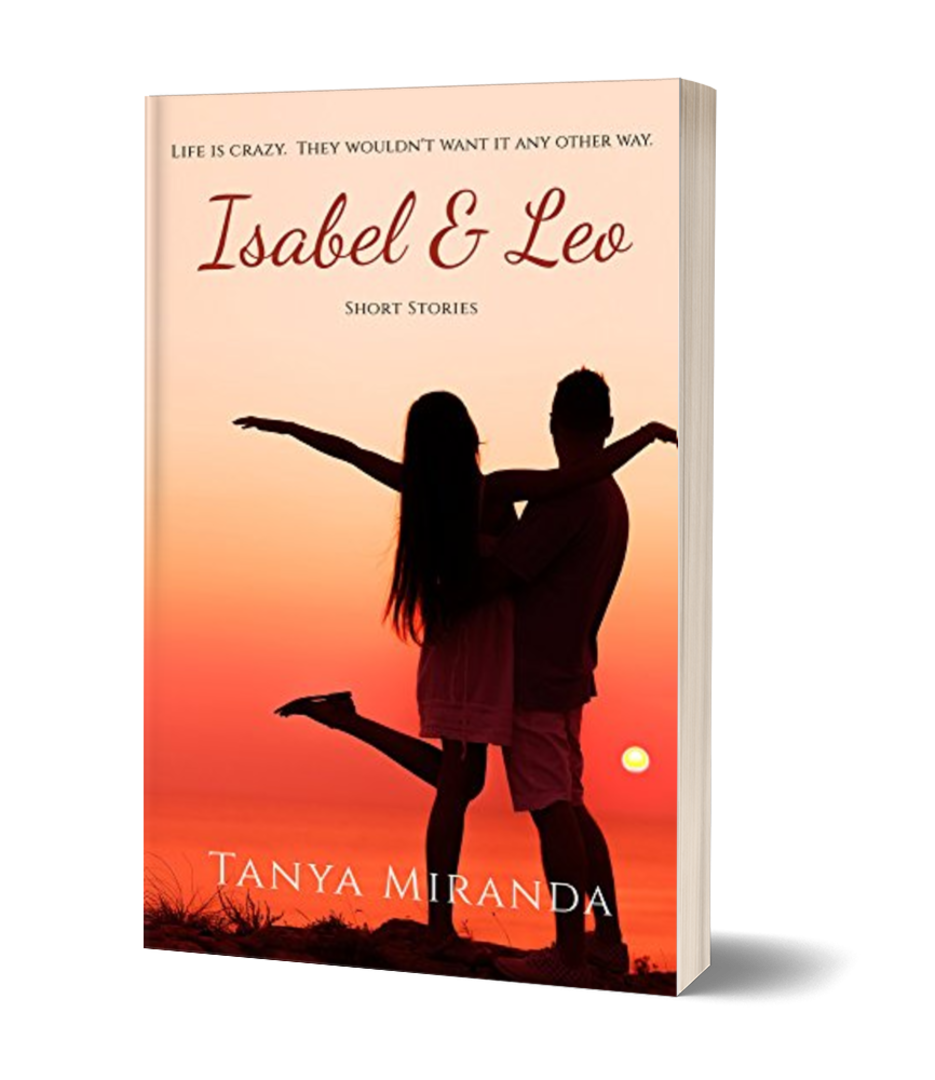 Life is crazy. They wouldn't want it any other way.
Isabel & Leo
Short Stories
Tanya Miranda